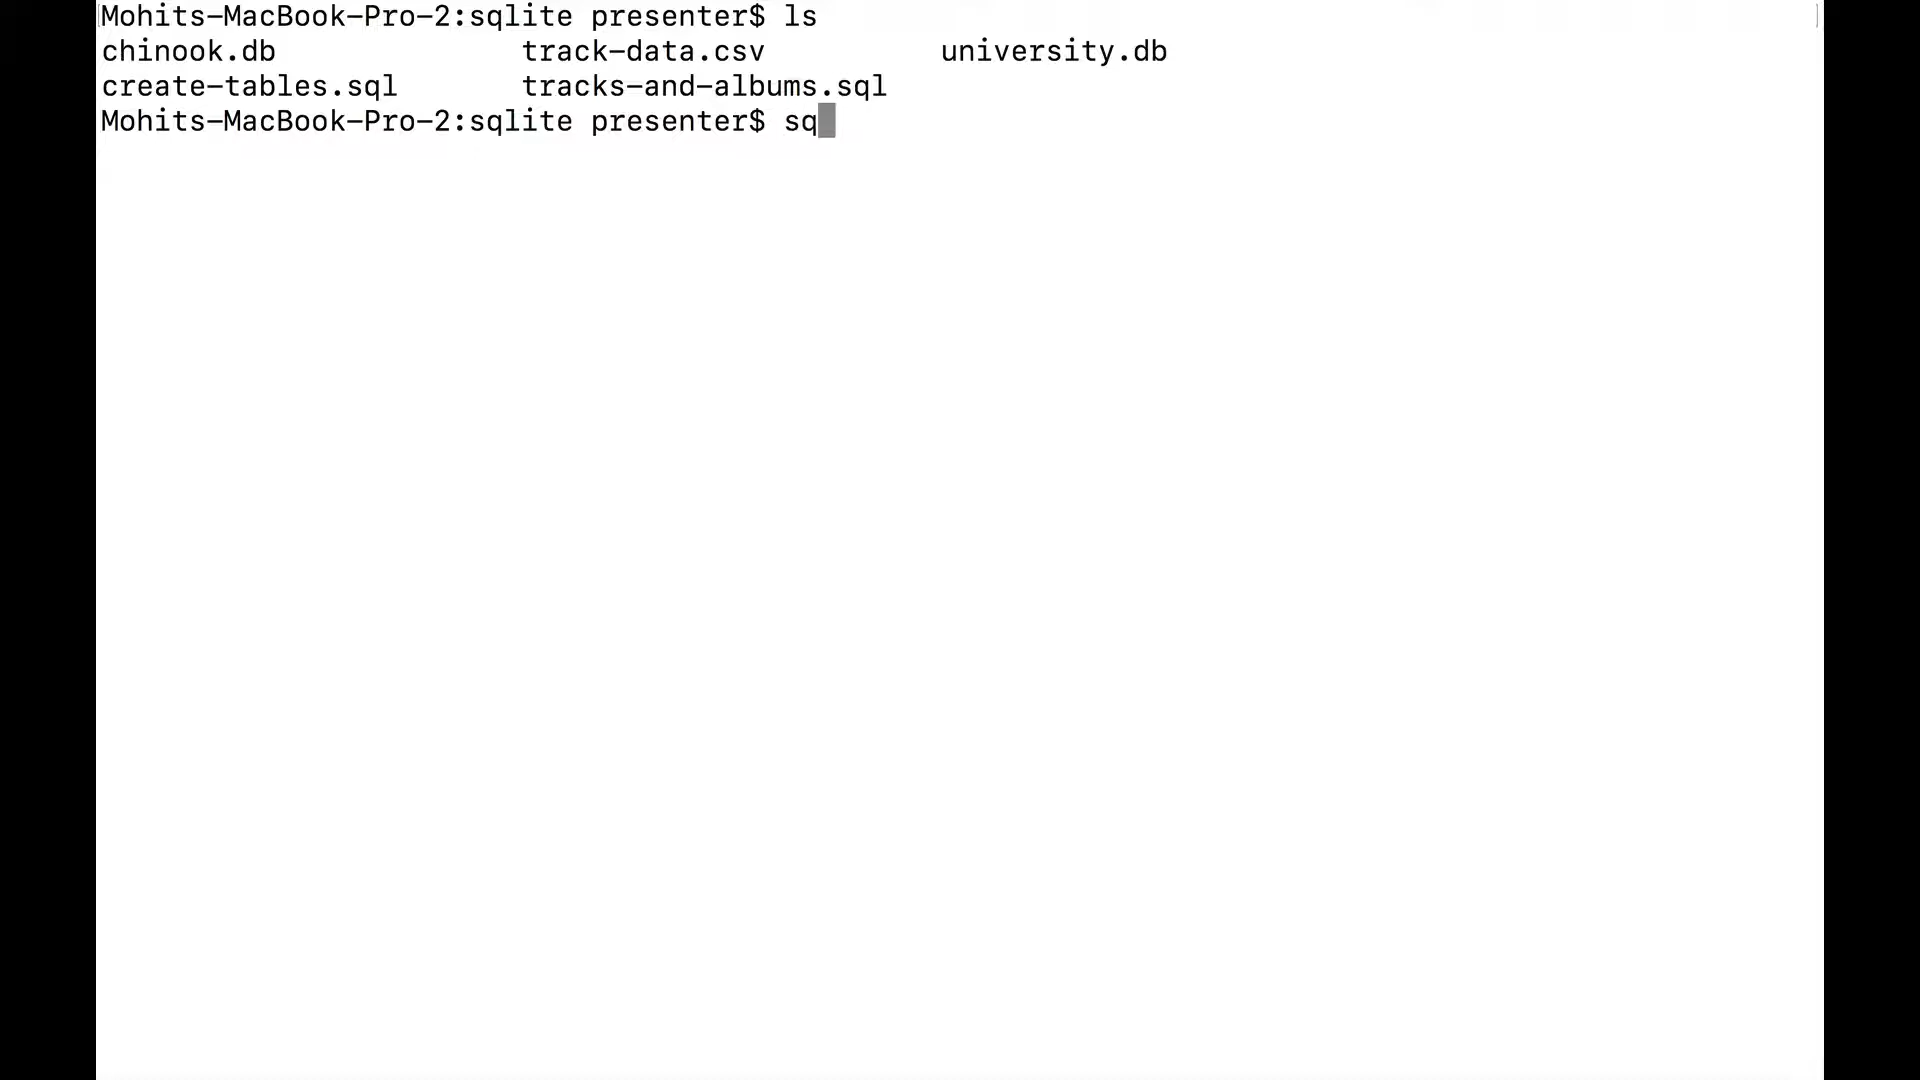 Mohits-MacBook-Pro-2:sqlite presenter$ ls
chinook.db track-data.csv university.db
create-tables.sql tracks-and-albums.sql
Mohits-MacBook-Pro-2:sqlite presenter$ sq